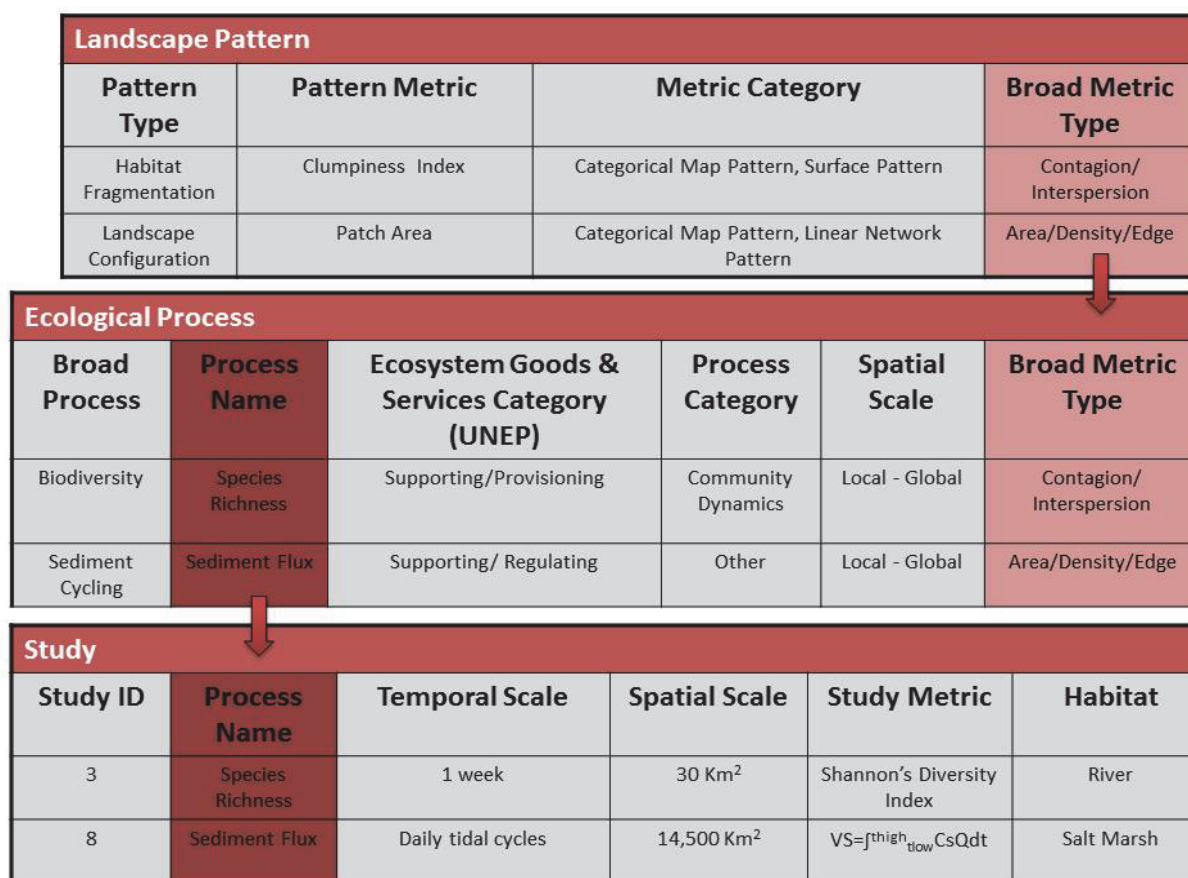 Landscape Pattern
Pattern Type Pattern Metric Metric Category Broad Metric Type
Habitat Fragmentation Clumpiness Index Categorical Map Pattern, Surface Pattern Contagion/ Interspersion
Landscape Configuration Patch Area Categorical Map Pattern, Linear Network Pattern Area/Density/Edge
Ecological Process
Broad Process Process Name Ecosystem Goods & Services Category (UNEP) Process Category Spatial Scale Broad Metric Type
Biodiversity Species Richness Supporting/Provisioning Community Dynamics Local - Global Contagion/ Interspersion
Sediment Cycling Sediment Flux Supporting/ Regulating Other Local - Global Area/Density/Edge
Study
Study ID Process Name Temporal Scale Spatial Scale Study Metric Habitat
3 Species Richness 1 week 30 Km² Shannon's Diversity Index River
8 Sediment Flux Daily tidal cycles 14,500 Km² VS=∫ᵗʰⁱᵍʰtlowCsQdt Salt Marsh